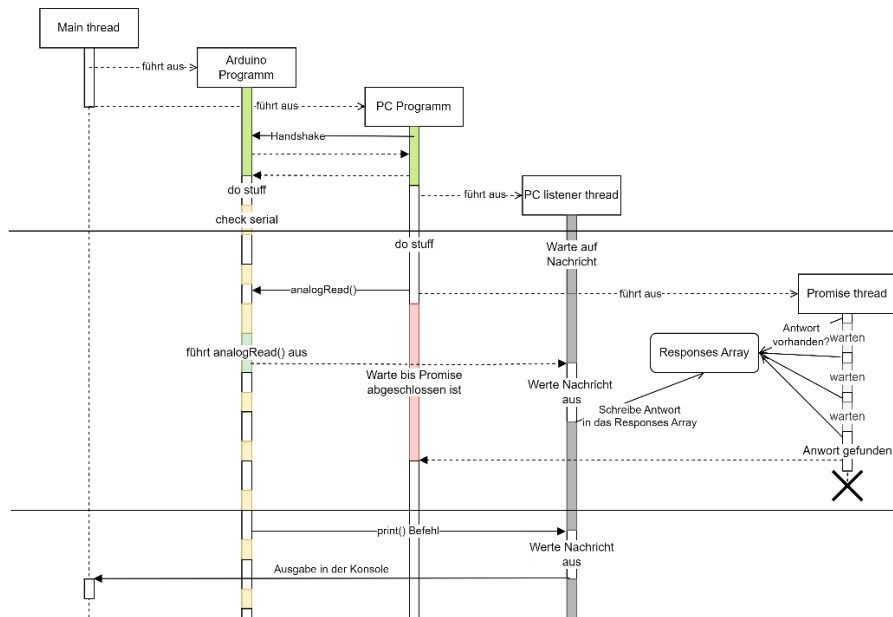 Main thread
führt aus
Arduino
Programm
führt aus
PC Programm
Handshake
do stuff
führt aus
PC listener thread
check serial
do stuff
Warte auf
Nachricht
analogRead()
führt aus
Promise thread
Antwort
vorhanden?
warten
führt analogRead() aus
Responses Array
Warte bis Promise
abgeschlossen ist
warten
Werte Nachricht
aus
Schreibe Antwort
in das Responses Array
warten
Anwort gefunden
print() Befehl
Werte Nachricht
aus
Ausgabe in der Konsole